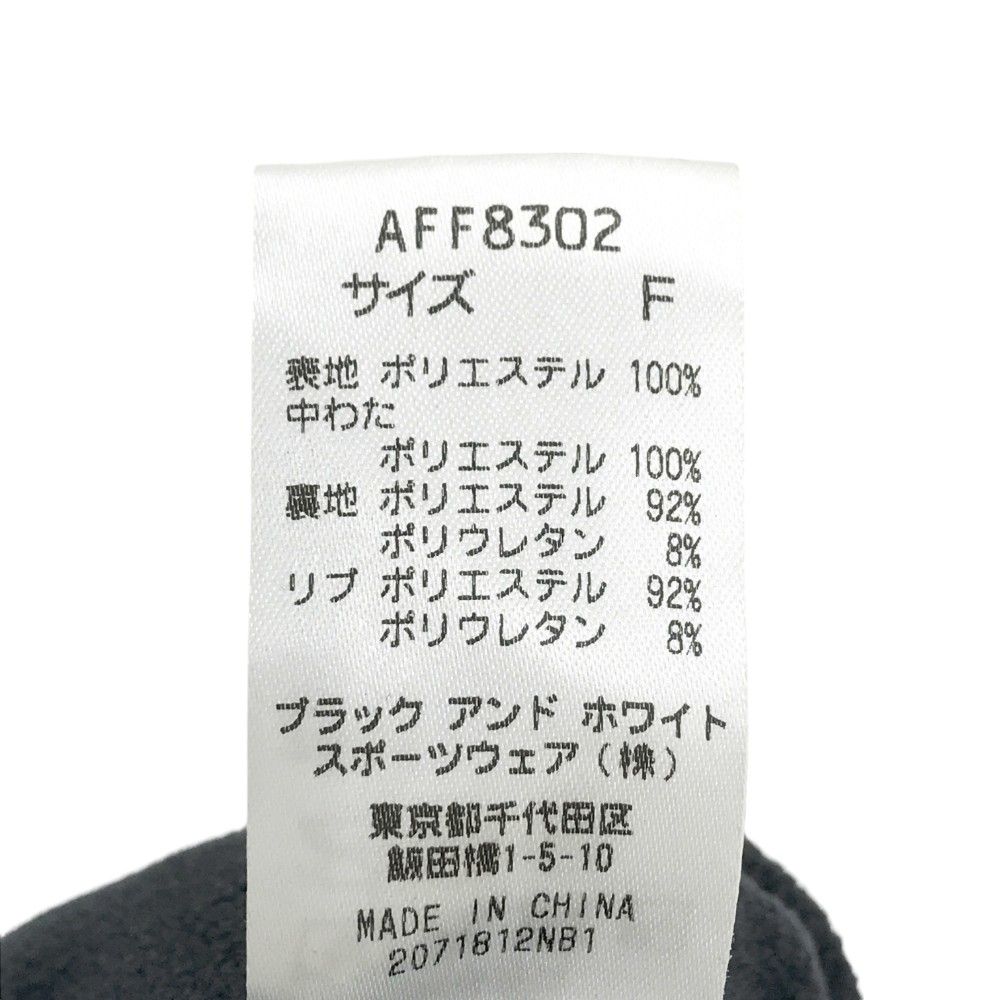 AFF8302
サイズ F
表地 ポリエステル 100%
中わた
ポリエステル 100%
裏地 ポリエステル 92%
ポリウレタン 8%
リブ ポリエステル 92%
ポリウレタン 8%
ブラック アンド ホワイト
スポーツウェア(株)
東京都千代田区
飯田橋1-5-10
MADE IN CHINA
2071812NB1